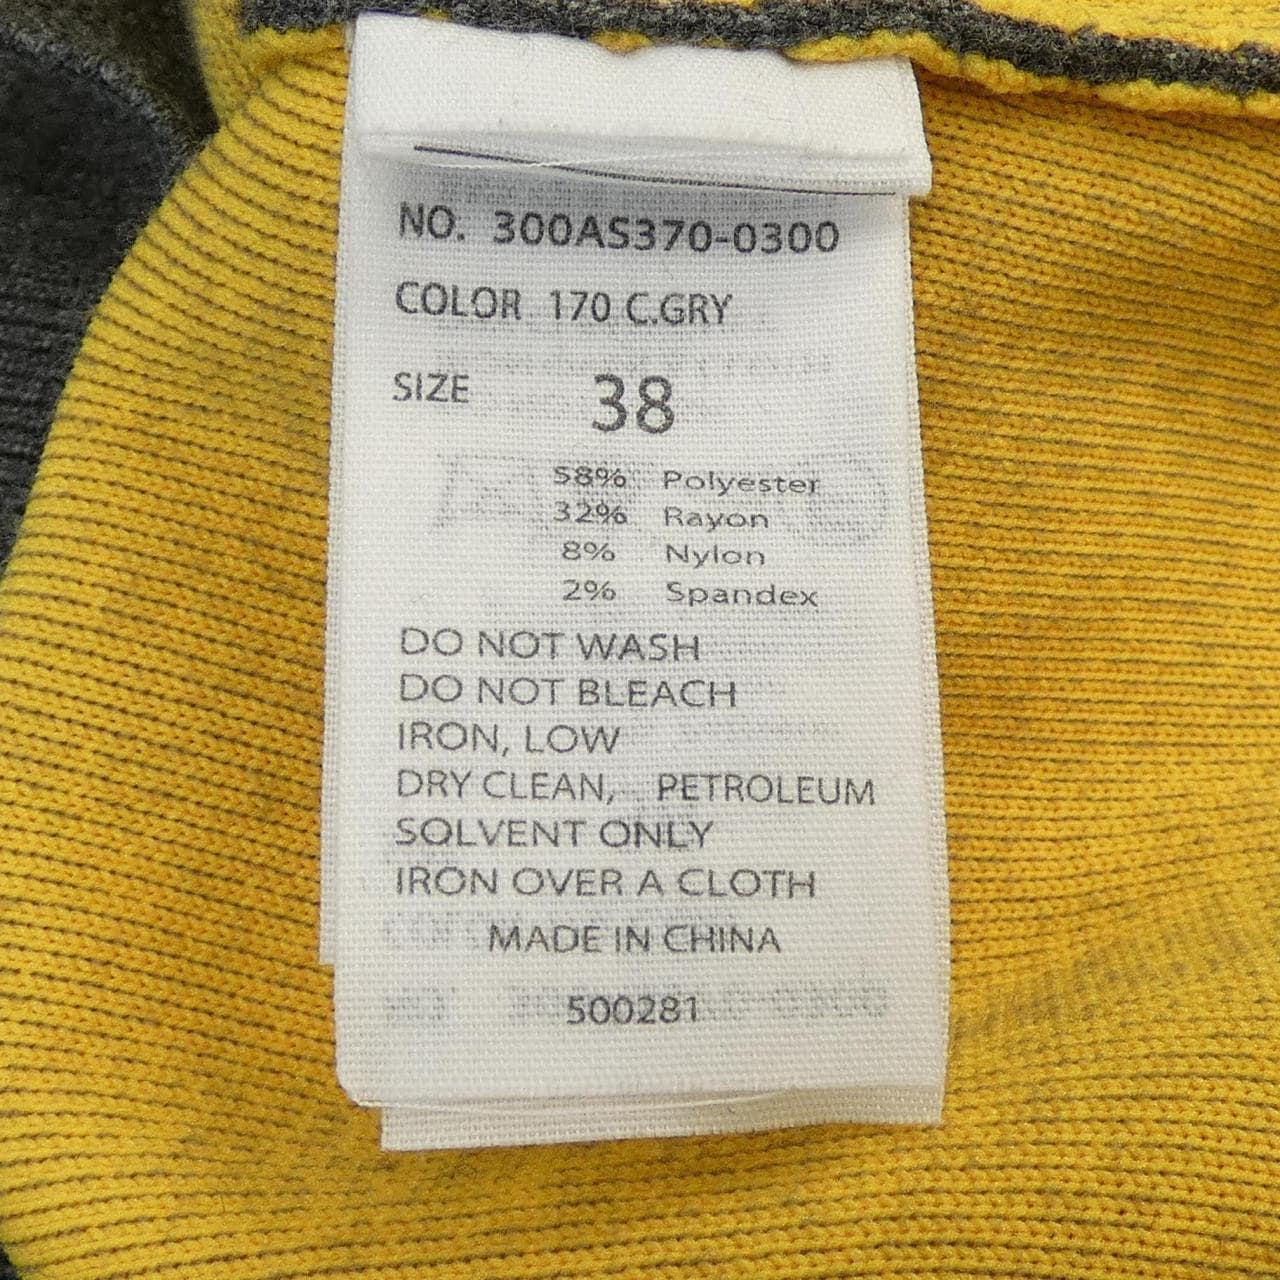 NO. 300AS370-0300
COLOR 170 C.GRY
SIZE 38
58% Polyester
32% Rayon
8% Nylon
2% Spandex
DO NOT WASH
DO NOT BLEACH
IRON, LOW
DRY CLEAN, PETROLEUM
SOLVENT ONLY
IRON OVER A CLOTH
MADE IN CHINA
500281